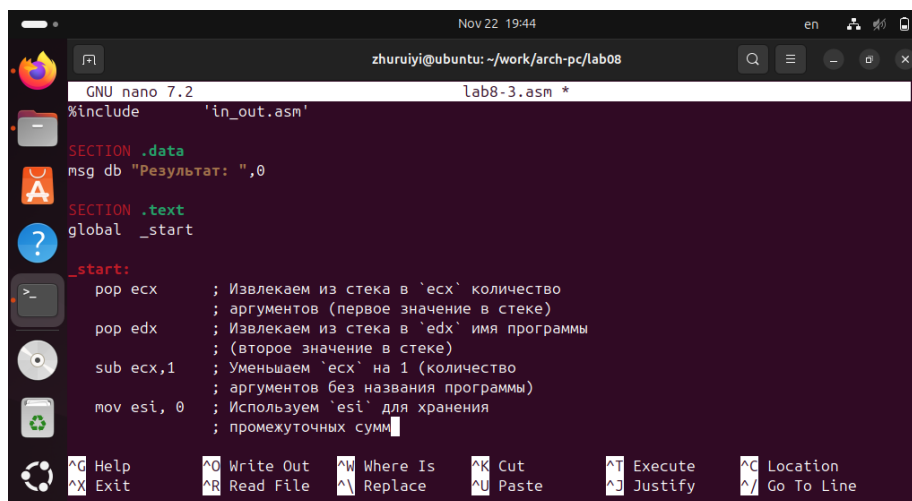 Nov 22 19:44
en
zhuruiyi@ubuntu: ~/work/arch-pc/lab08
GNU nano 7.2 lab8-3.asm *
%include 'in_out.asm'
SECTION .data
msg db "Результат: ",0
SECTION .text
global _start
_start:
pop ecx ; Извлекаем из стека в `ecx` количество
; аргументов (первое значение в стеке)
pop edx ; Извлекаем из стека в `edx` имя программы
; (второе значение в стеке)
sub ecx,1 ; Уменьшаем `ecx` на 1 (количество
; аргументов без названия программы)
mov esi, 0 ; Используем `esi` для хранения
; промежуточных сумм
^G Help ^O Write Out ^W Where Is ^K Cut ^T Execute ^C Location
^X Exit ^R Read File ^\ Replace ^U Paste ^J Justify ^/ Go To Line